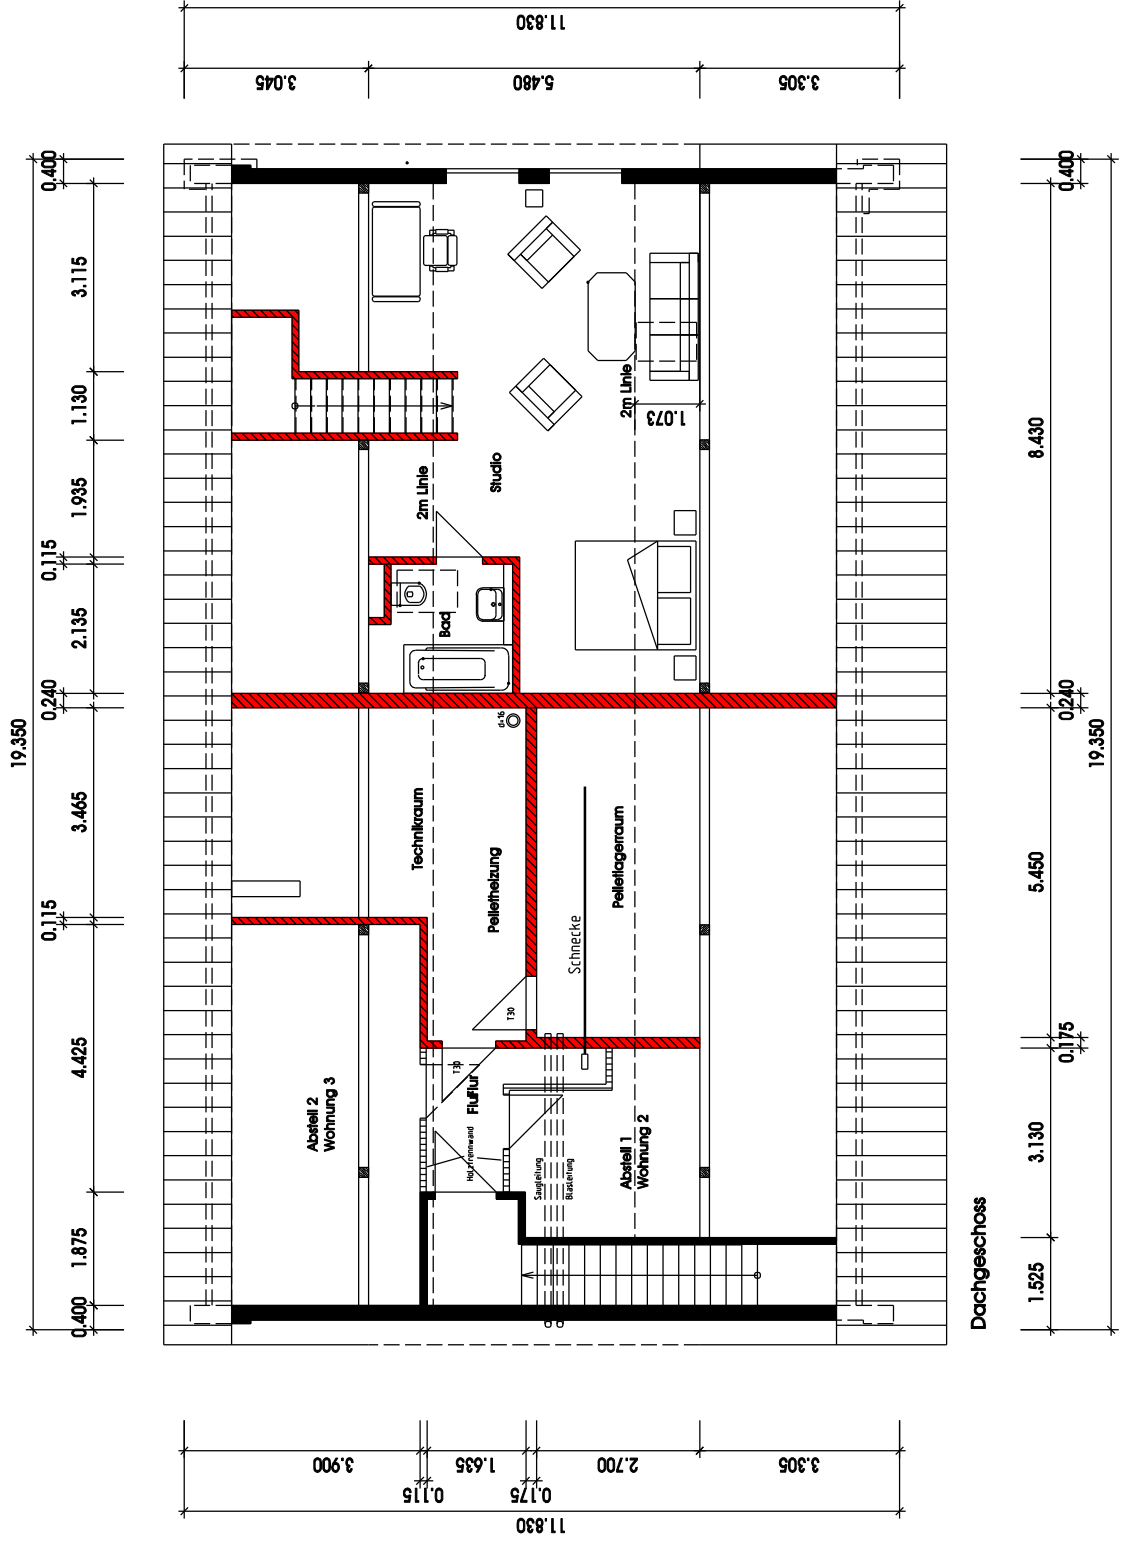 11.830
3.045
5.480
3.305
0.400
3.115
1.130
1.935
0.115
2.135
0.240
19.350
3.465
0.115
4.425
1.875
0.400
2m Linie
1.073
2m Linie
Studio
Bad
d=16
Technikraum
Pelletheizung
Pelletlagerraum
Schnecke
T30
T30
Flur
Flur
Abstell 2
Wohnung 3
Holztrennwand
Saugleitung
Blasleitung
Abstell 1
Wohnung 2
0.400
8.430
0.240
19.350
5.450
0.175
3.130
1.525
Dachgeschoss
3.900
1.635
2.700
3.305
0.115
0.175
11.830